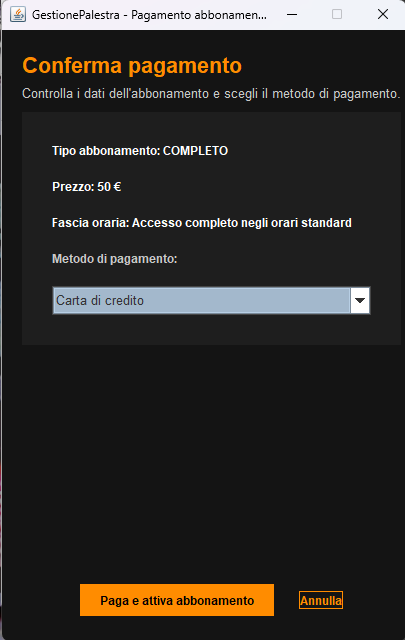 GestionePalestra - Pagamento abbonamen...
Conferma pagamento
Controlla i dati dell'abbonamento e scegli il metodo di pagamento.
Tipo abbonamento: COMPLETO
Prezzo: 50 €
Fascia oraria: Accesso completo negli orari standard
Metodo di pagamento:
Carta di credito
Paga e attiva abbonamento
Annulla